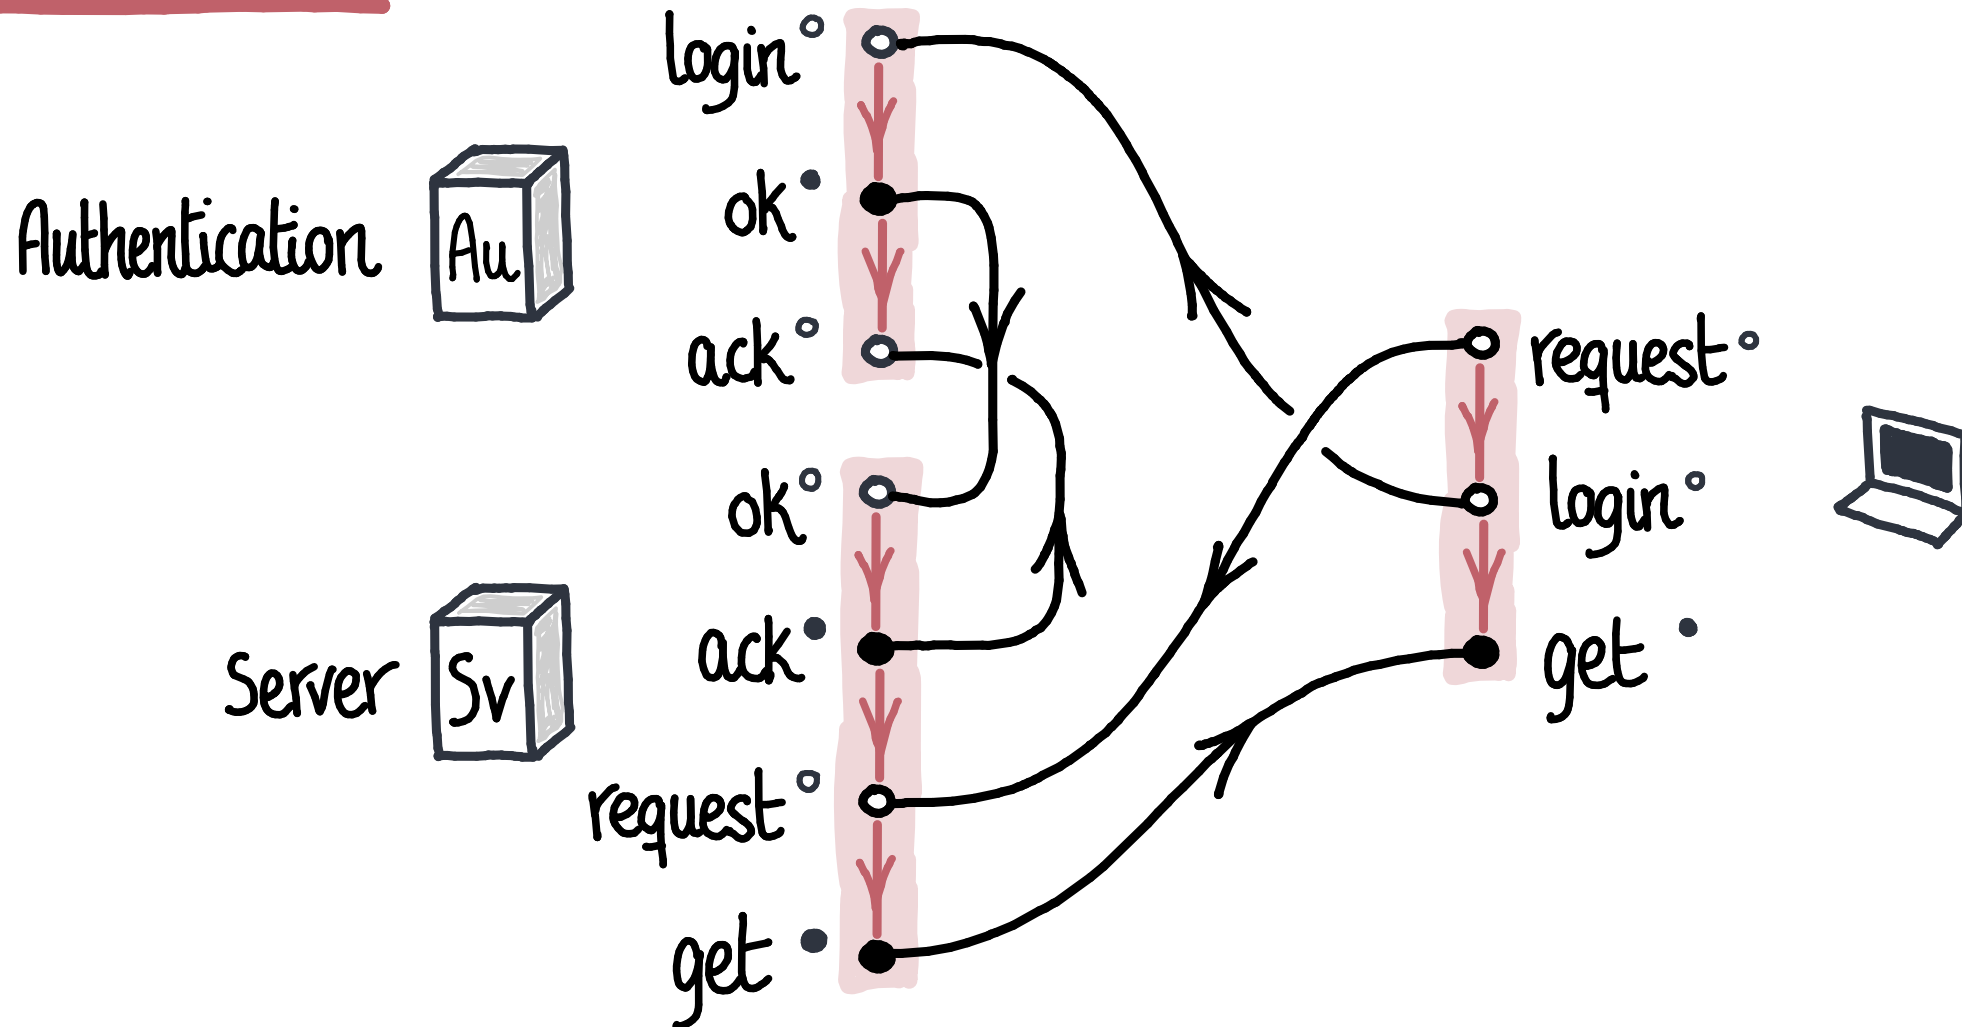 login°
ok•
Authentication
Au
ack°
ok°
ack•
Server
Sv
request°
get•
request°
login°
get•